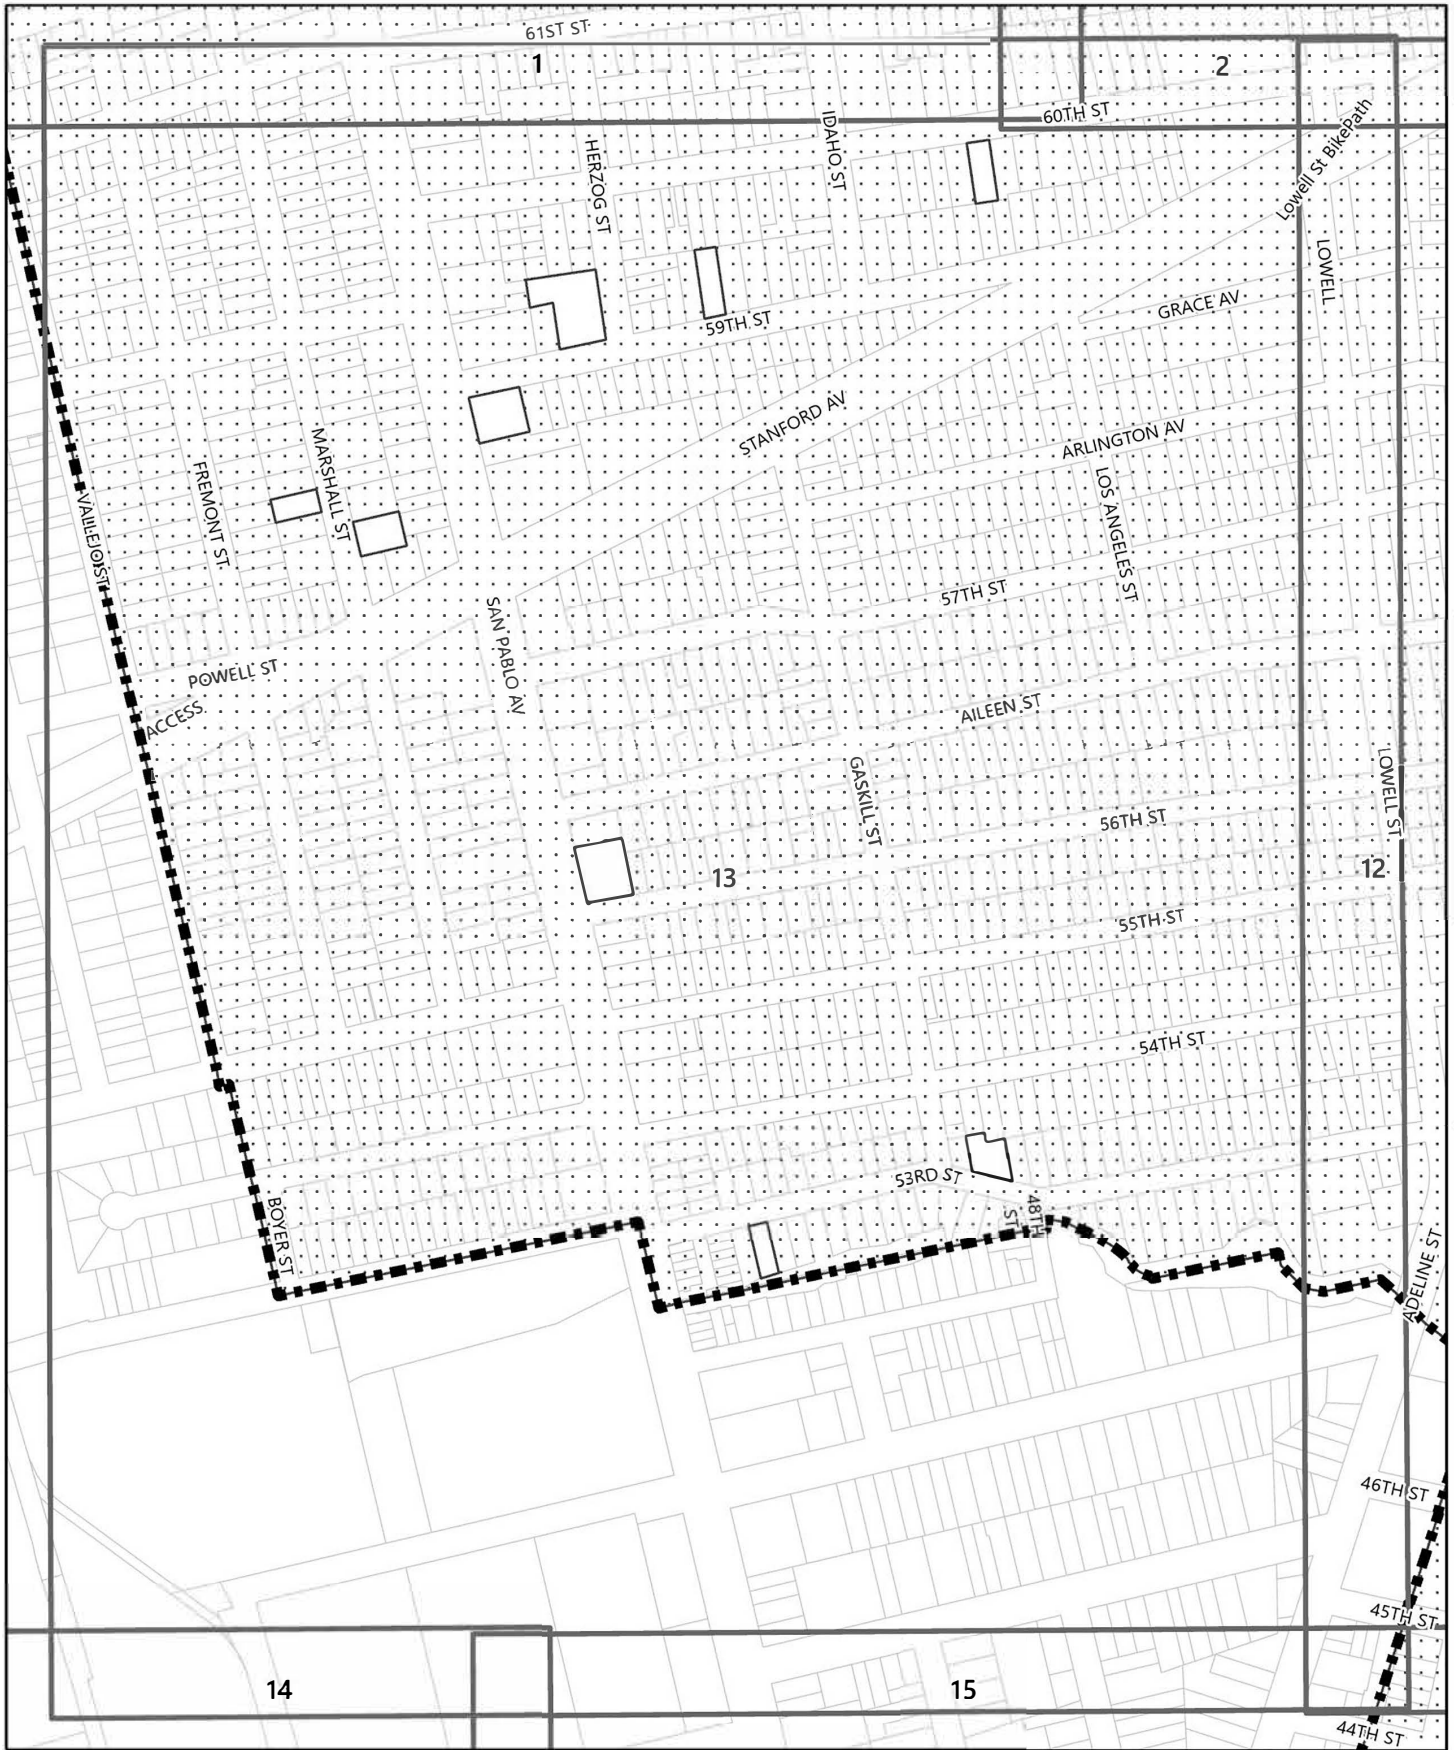 61ST ST
1
2
60TH ST
IDAHO ST
HERZOG ST
Lowell St BikePath
LOWELL
GRACE AV
59TH ST
STANFORD AV
ARLINGTON AV
MARSHALL ST
FREMONT ST
LOS ANGELES ST
VALLEJO ST
57TH ST
SAN PABLO AV
POWELL ST
ACCESS
AILEEN ST
GASKILL ST
LOWELL ST
56TH ST
13
12
55TH ST
54TH ST
53RD ST
48TH
ST
BOYER ST
ADELINE ST
46TH ST
45TH ST
14
15
44TH ST